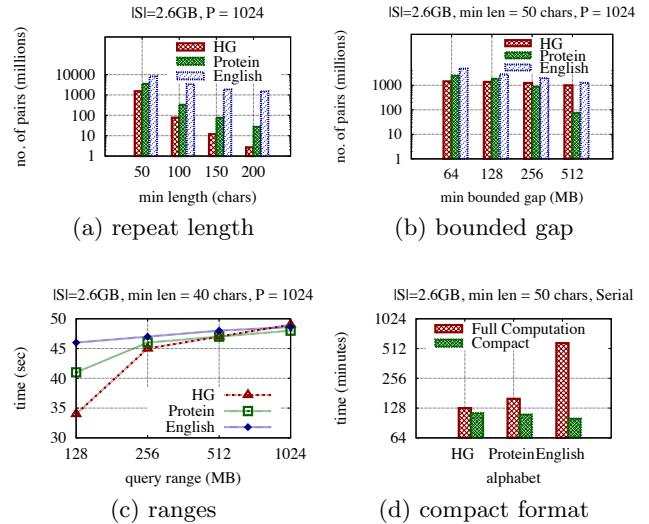 |S|=2.6GB, P = 1024
no. of pairs (millions)
HG
Protein
English
10000
1000
100
10
1
50 100 150 200
min length (chars)
(a) repeat length
|S|=2.6GB, min len = 50 chars, P = 1024
no. of pairs (millions)
HG
Protein
English
1000
100
10
1
64 128 256 512
min bounded gap (MB)
(b) bounded gap
|S|=2.6GB, min len = 40 chars, P = 1024
time (sec)
50
45
40
35
30
HG
Protein
English
128 256 512 1024
query range (MB)
(c) ranges
|S|=2.6GB, min len = 50 chars, Serial
time (minutes)
1024
512
256
128
64
Full Computation
Compact
HG Protein English
alphabet
(d) compact format